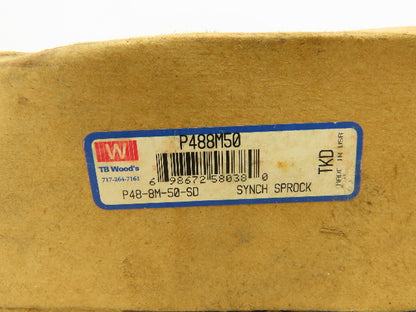 P488M50
W
TB Wood's
717-264-7161
6 98672 58038 0
P48-8M-50-SD
SYNCH SPROCK
TKD
MADE IN USA